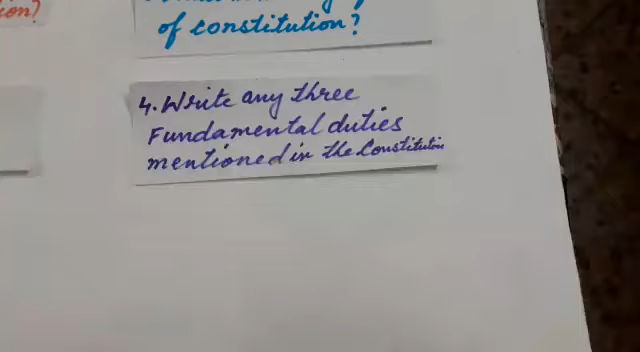 of constitution?
4. Write any three
Fundamental duties
mentioned in the Constitution